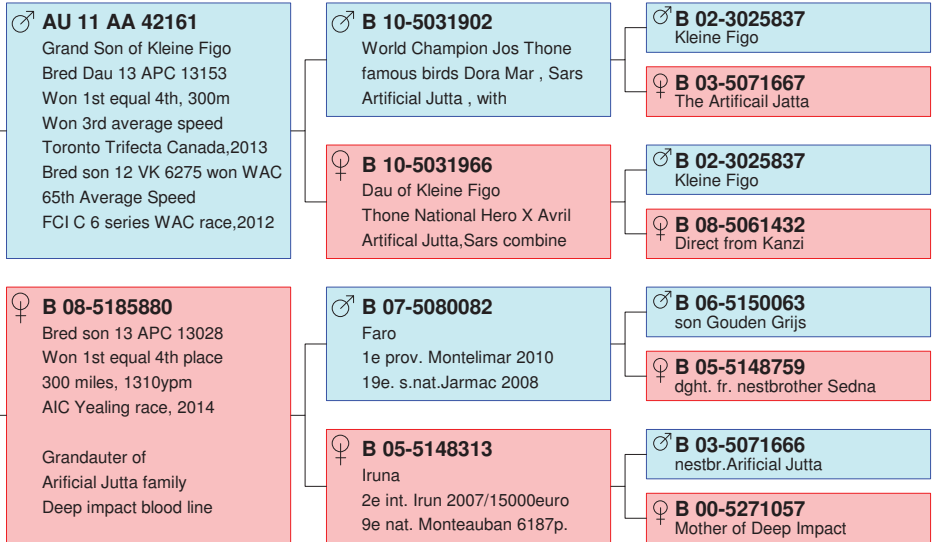 AU 11 AA 42161
Grand Son of Kleine Figo
Bred Dau 13 APC 13153
Won 1st equal 4th, 300m
Won 3rd average speed
Toronto Trifecta Canada,2013
Bred son 12 VK 6275 won WAC
65th Average Speed
FCI C 6 series WAC race,2012
B 08-5185880
Bred son 13 APC 13028
Won 1st equal 4th place
300 miles, 1310ypm
AIC Yealing race, 2014
Grandauter of
Arificial Jutta family
Deep impact blood line
B 10-5031902
World Champion Jos Thone
famous birds Dora Mar , Sars
Artificial Jutta , with
B 10-5031966
Dau of Kleine Figo
Thone National Hero X Avril
Artifical Jutta,Sars combine
B 07-5080082
Faro
1e prov. Montelimar 2010
19e. s.nat.Jarmac 2008
B 05-5148313
Iruna
2e int. Irun 2007/15000euro
9e nat. Monteauban 6187p.
B 02-3025837
Kleine Figo
B 03-5071667
The Artificail Jatta
B 02-3025837
Kleine Figo
B 08-5061432
Direct from Kanzi
B 06-5150063
son Gouden Grijs
B 05-5148759
dght. fr. nestbrother Sedna
B 03-5071666
nestbr.Arificial Jutta
B 00-5271057
Mother of Deep Impact